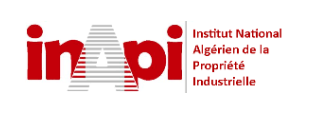 inapi
Institut National
Algérien de la
Propriété
Industrielle